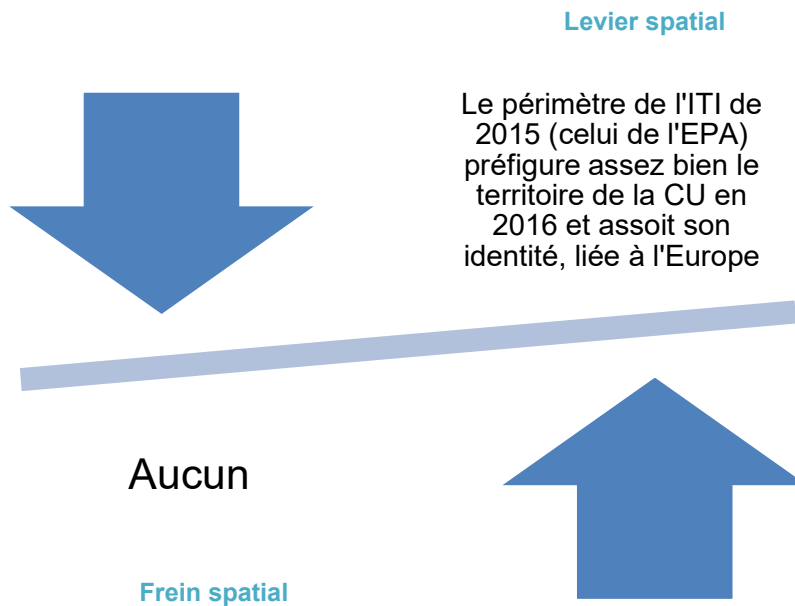 Levier spatial
Le périmètre de l'ITI de
2015 (celui de l'EPA)
préfigure assez bien le
territoire de la CU en
2016 et assoit son
identité, liée à l'Europe
Aucun
Frein spatial